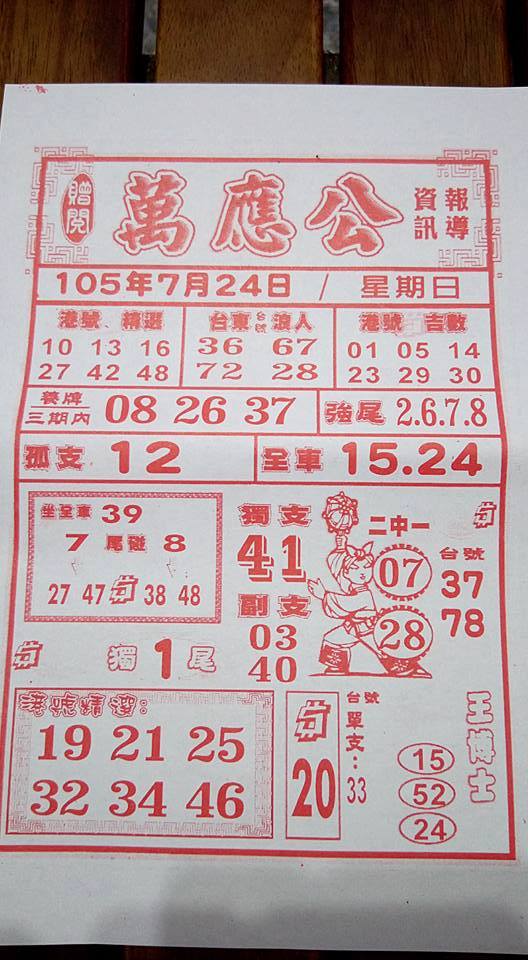 贈閱 萬應公 資訊報導
105年7月24日 / 星期日
港號精選
10 13 16
27 42 48
台東台號浪人
36 67
72 28
港號吉數
01 05 14
23 29 30
養牌三期內 08 26 37
強尾 2.6.7.8
孤支 12
全車 15.24
坐全車 39
7 尾碰 8
27 47 38 48
獨 1 尾
獨支
41
副支
03
40
二中一
07
28
台號
37
78
港號精選:
19 21 25
32 34 46
20
台號單支:33
王博士
15
52
24